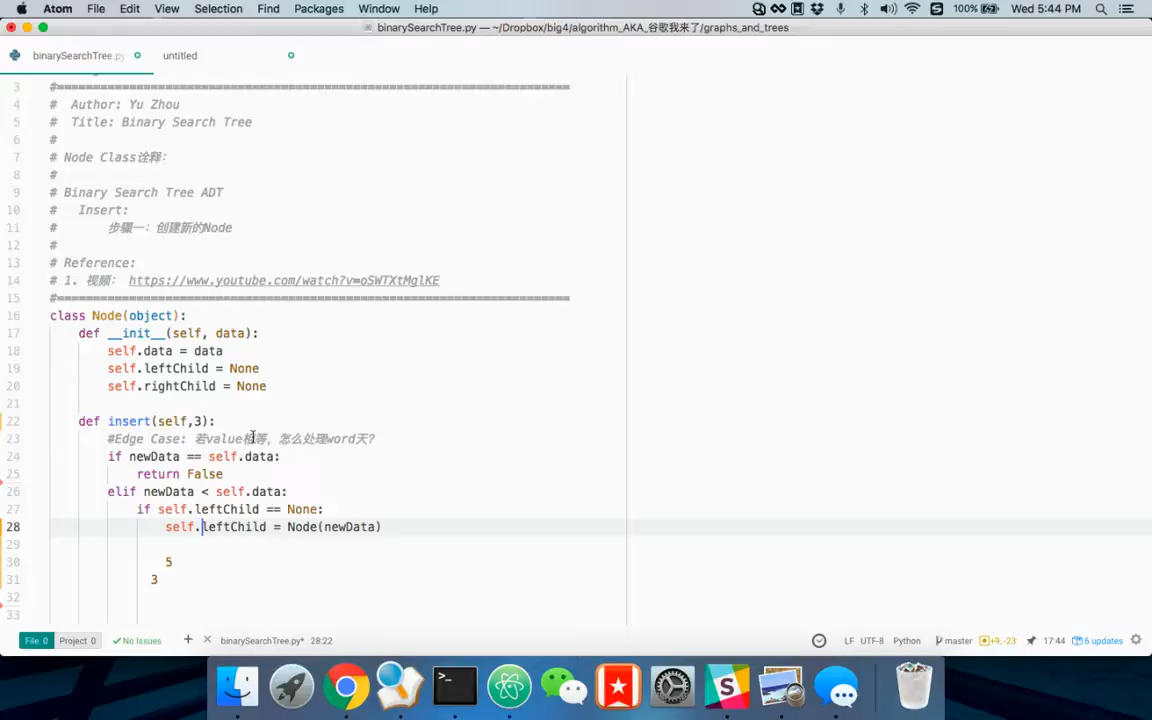 Atom File Edit View Selection Find Packages Window Help 100% Wed 5:44 PM
binarySearchTree.py — ~/Dropbox/big4/algorithm_AKA_谷歌我来了/graphs_and_trees
binarySearchTree.py untitled
3 #=======================================================================
4 # Author: Yu Zhou
5 # Title: Binary Search Tree
6 #
7 # Node Class诠释:
8 #
9 # Binary Search Tree ADT
10 # Insert:
11 # 步骤一: 创建新的Node
12 #
13 # Reference:
14 # 1. 视频: https://www.youtube.com/watch?v=oSWTXtMglKE
15 #=======================================================================
16 class Node(object):
17 def __init__(self, data):
18 self.data = data
19 self.leftChild = None
20 self.rightChild = None
21
22 def insert(self,3):
23 #Edge Case: 若value相等, 怎么处理word天?
24 if newData == self.data:
25 return False
26 elif newData < self.data:
27 if self.leftChild == None:
28 self.leftChild = Node(newData)
29
30 5
31 3
32
33
File 0 Project 0 No Issues + × binarySearchTree.py* 28:22 LF UTF-8 Python master +9, -23 17:44 6 updates